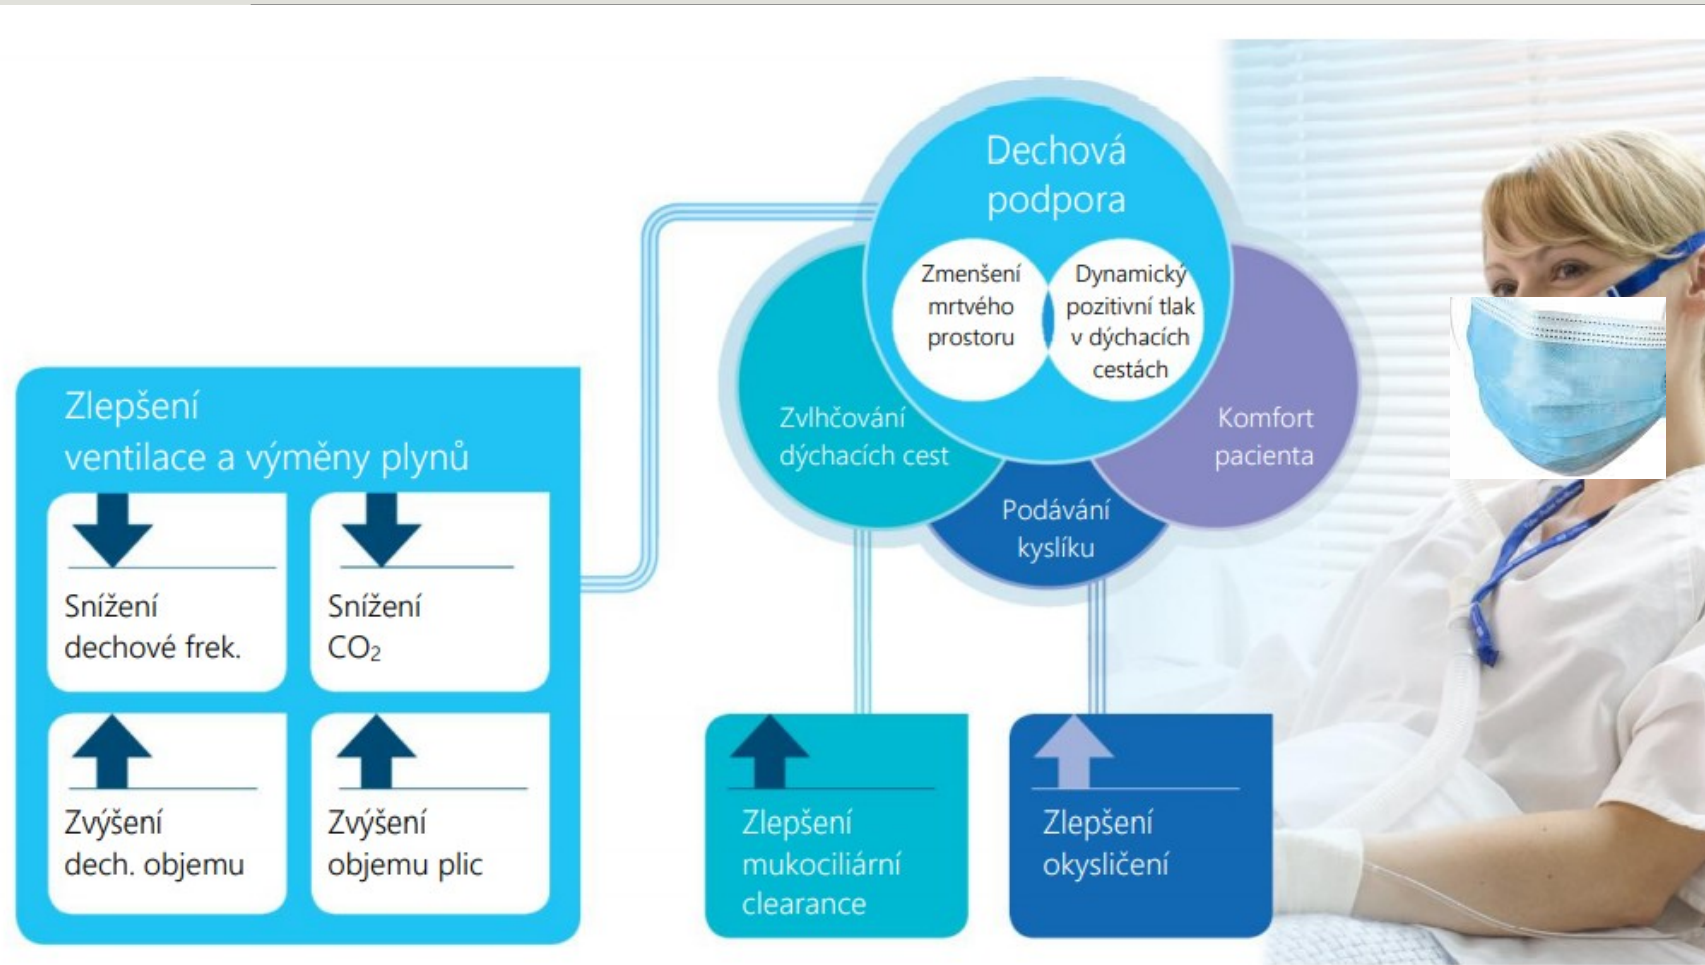 Dechová
podpora
Zmenšení
mrtvého
prostoru
Dynamický
pozitivní tlak
v dýchacích
cestách
Zvlhčování
dýchacích cest
Komfort
pacienta
Podávání
kyslíku
Zlepšení
ventilace a výměny plynů
Snížení
dechové frek.
Snížení
CO₂
Zvýšení
dech. objemu
Zvýšení
objemu plic
Zlepšení
mukociliární
clearance
Zlepšení
okysličení